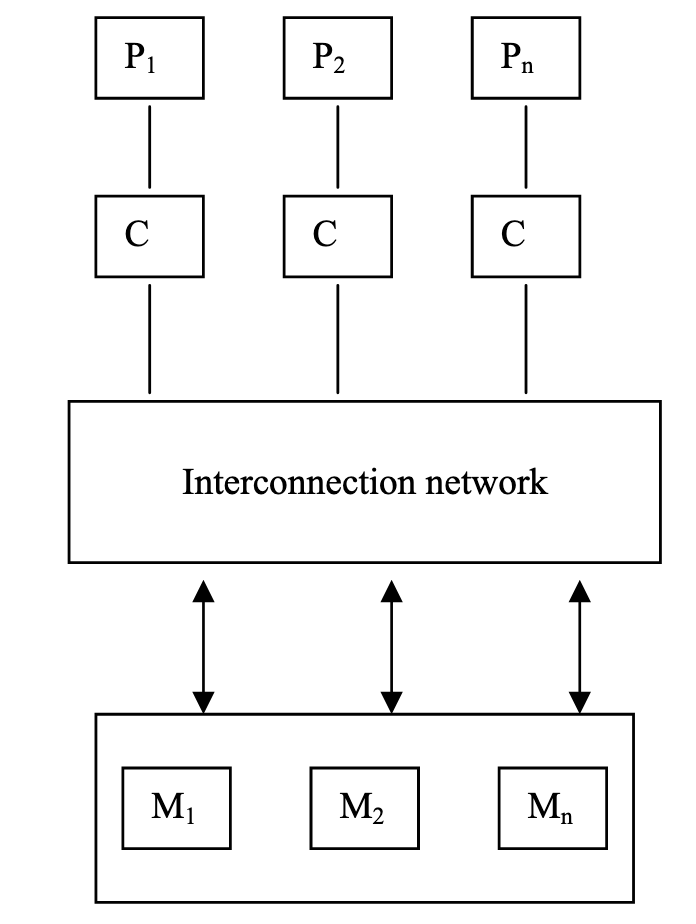 P₁ P₂ Pₙ
C C C
Interconnection network
M₁ M₂ Mₙ